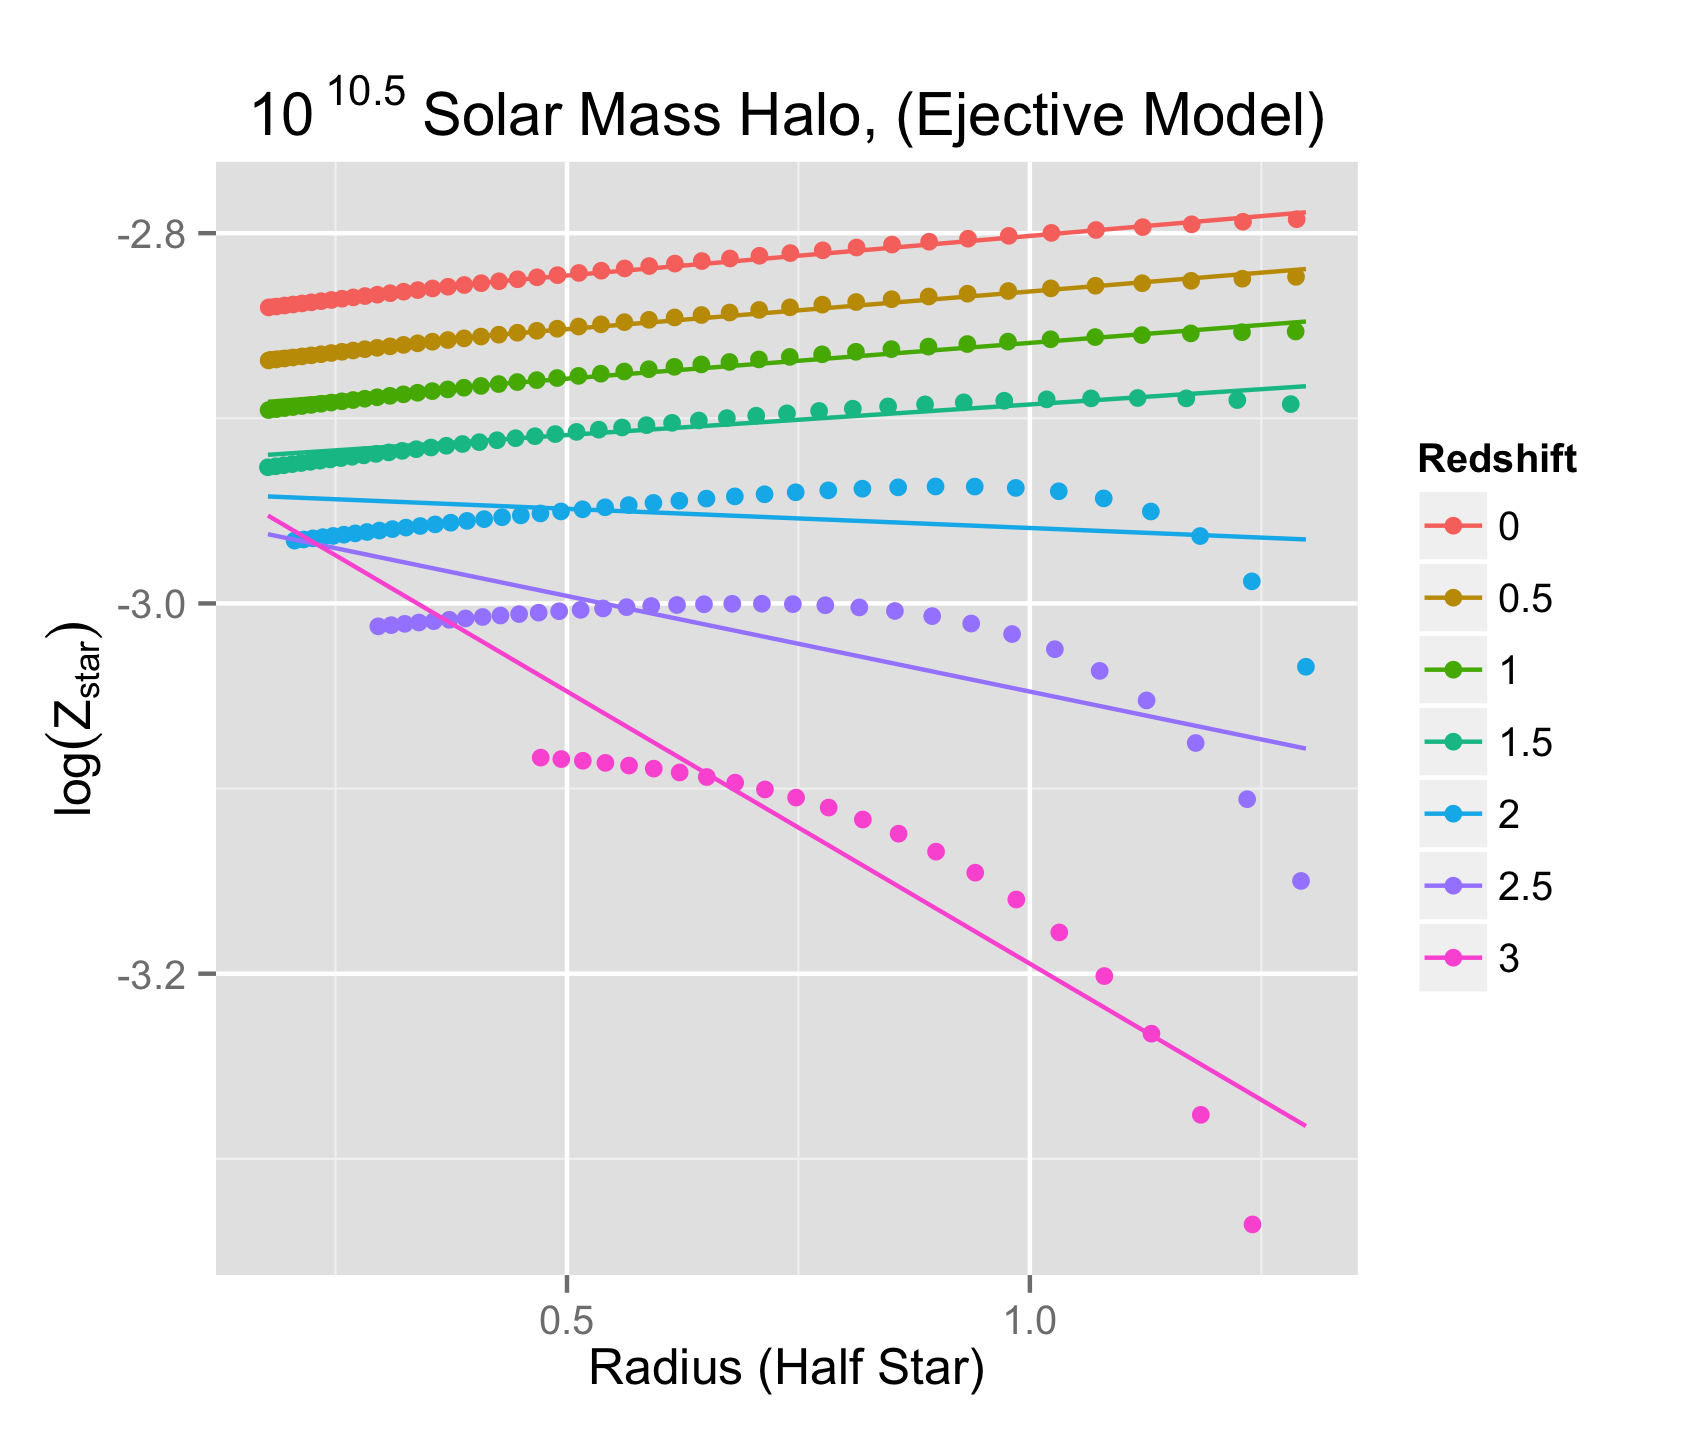 10^10.5 Solar Mass Halo, (Ejective Model)
-2.8
-3.0
-3.2
log(Z_star)
0.5 1.0
Radius (Half Star)
Redshift
0
0.5
1
1.5
2
2.5
3